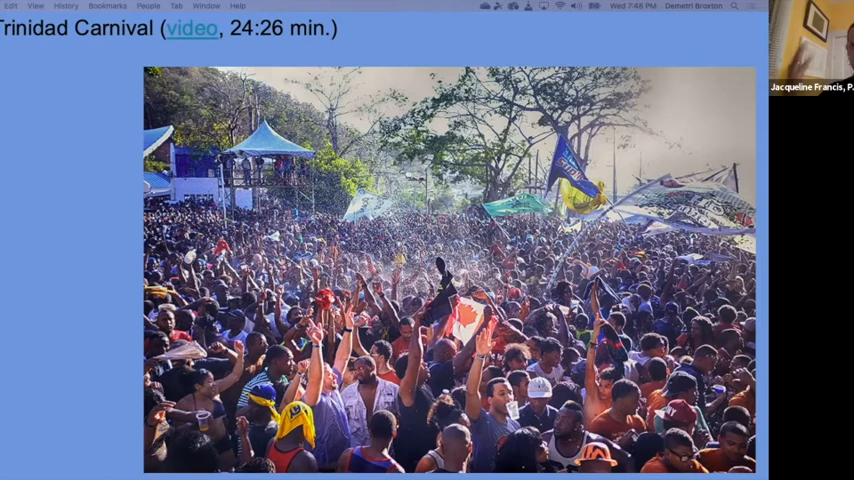 Edit View History Bookmarks People Tab Window Help Wed 7:46 PM Demetri Broxton
Trinidad Carnival (video, 24:26 min.)
Jacqueline Francis, P